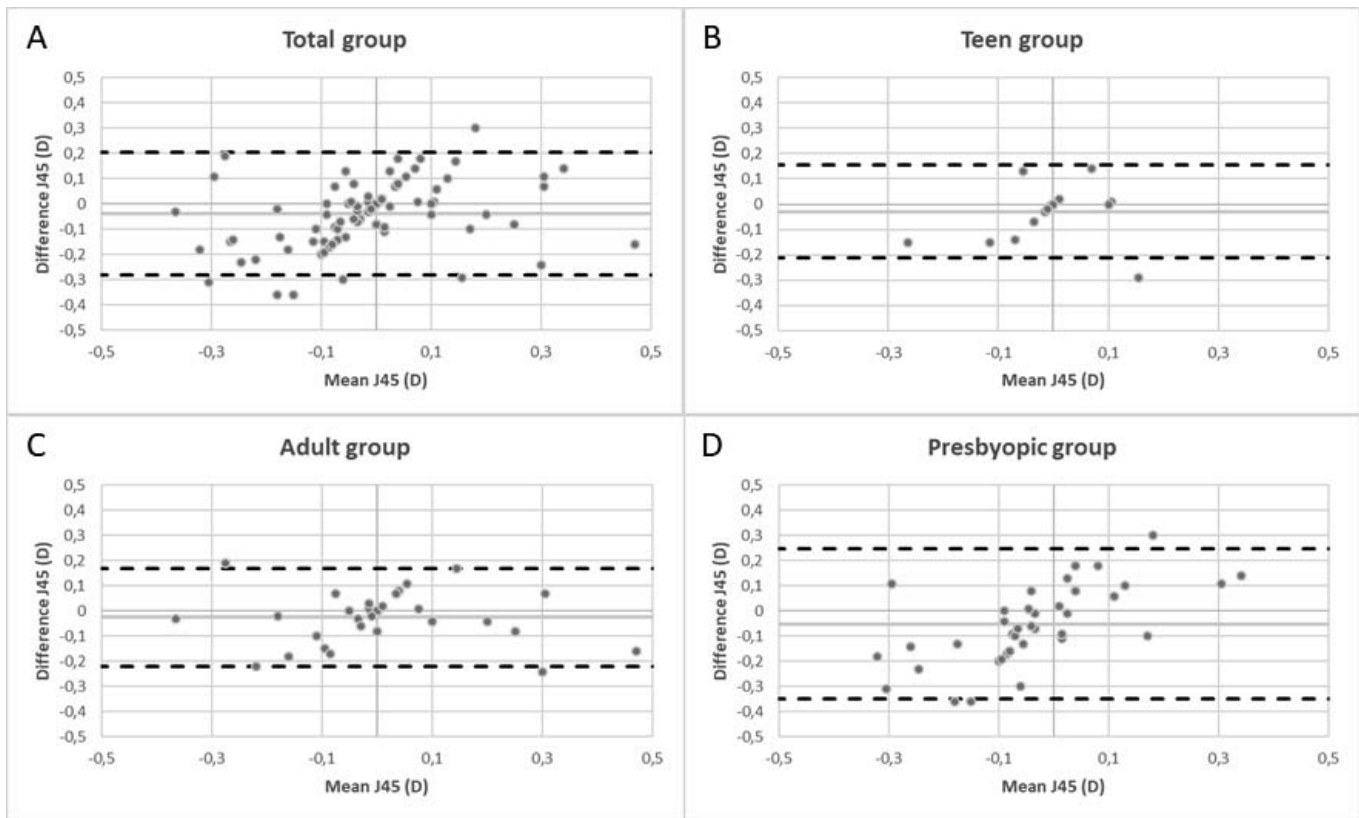 A
Total group
Difference J45 (D)
0,5
0,4
0,3
0,2
0,1
0
-0,1
-0,2
-0,3
-0,4
-0,5
-0,5 -0,3 -0,1 0,1 0,3 0,5
Mean J45 (D)
B
Teen group
Difference J45 (D)
0,5
0,4
0,3
0,2
0,1
0
-0,1
-0,2
-0,3
-0,4
-0,5
-0,5 -0,3 -0,1 0,1 0,3 0,5
Mean J45 (D)
C
Adult group
Difference J45 (D)
0,5
0,4
0,3
0,2
0,1
0
-0,1
-0,2
-0,3
-0,4
-0,5
-0,5 -0,3 -0,1 0,1 0,3 0,5
Mean J45 (D)
D
Presbyopic group
Difference J45 (D)
0,5
0,4
0,3
0,2
0,1
0
-0,1
-0,2
-0,3
-0,4
-0,5
-0,5 -0,3 -0,1 0,1 0,3 0,5
Mean J45 (D)